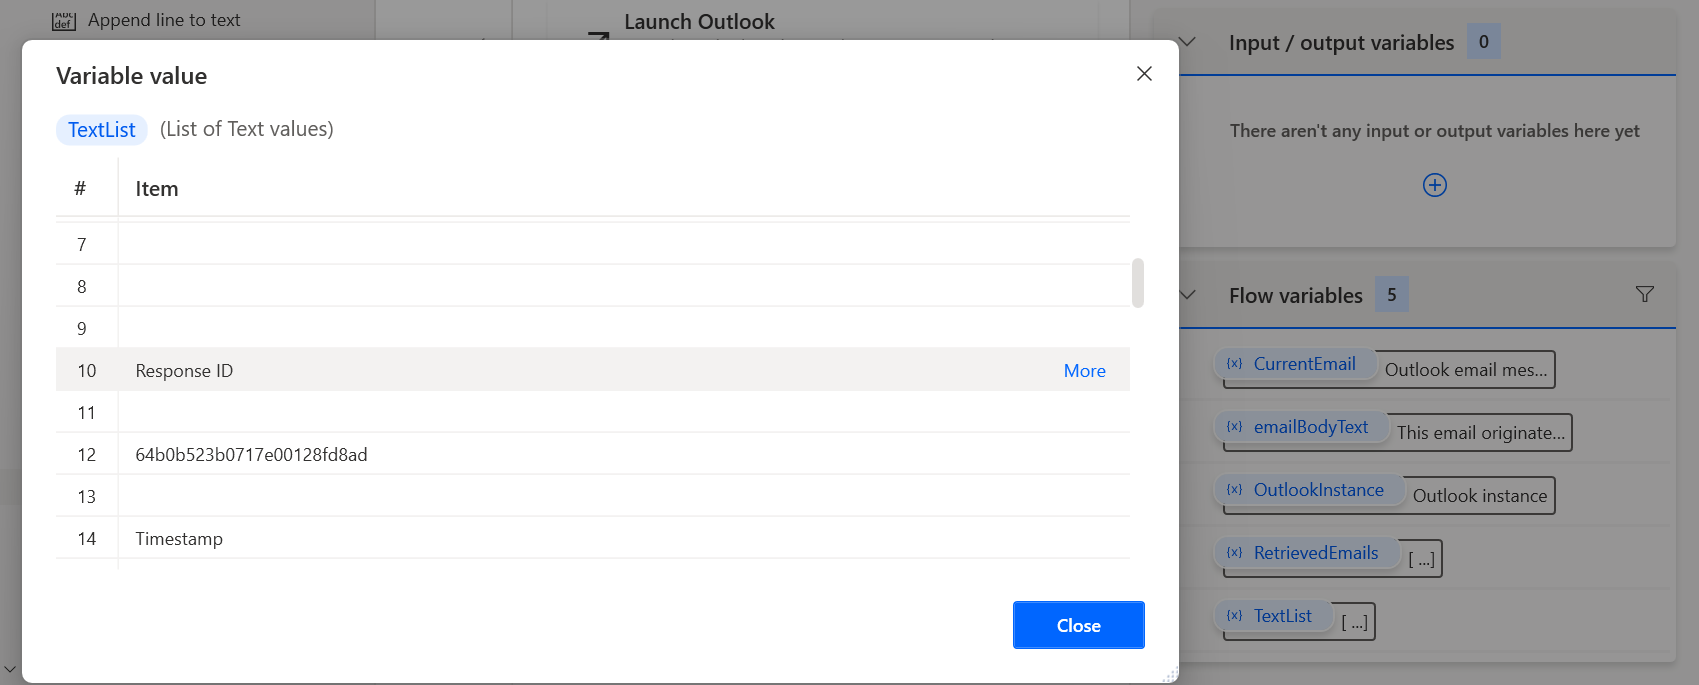 Append line to text
Launch Outlook
Variable value
TextList (List of Text values)
# Item
7
8
9
10 Response ID More
11
12 64b0b523b0717e00128fd8ad
13
14 Timestamp
Close
Input / output variables 0
There aren't any input or output variables here yet
Flow variables 5
{x} CurrentEmail Outlook email mes...
{x} emailBodyText This email originate...
{x} OutlookInstance Outlook instance
{x} RetrievedEmails [ ...]
{x} TextList [ ...]